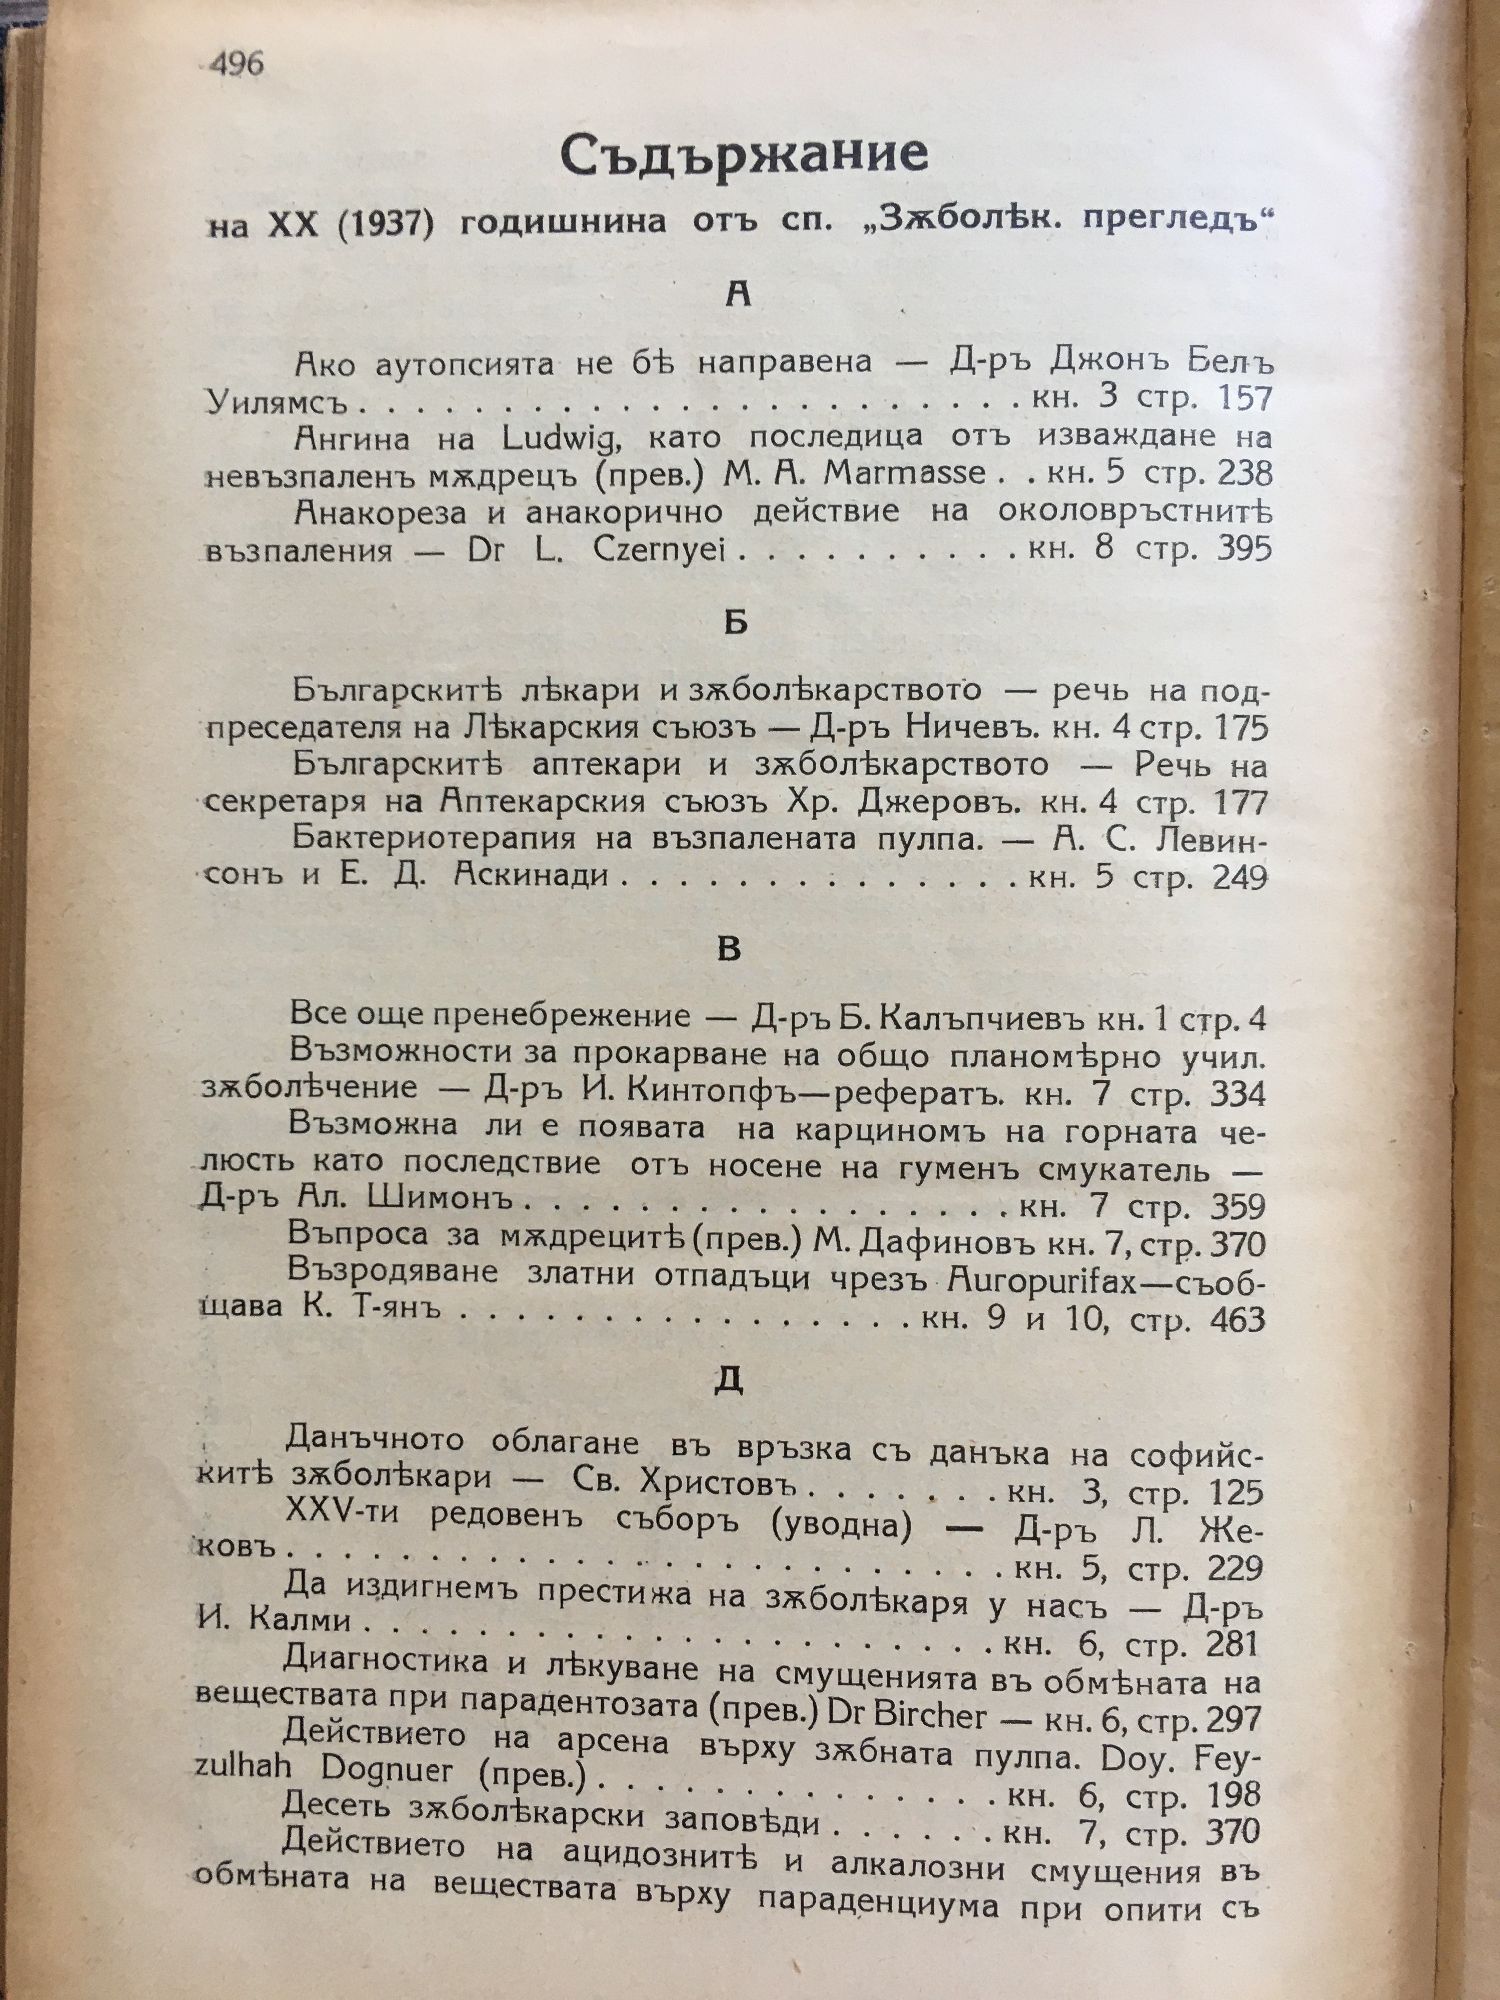 496
Съдържание
на XX (1937) годишнина отъ сп. „Зѫболѣк. прегледъ“
А
Ако аутопсията не бѣ направена — Д-ръ Джонъ Белъ
Уилямсъ . . . . . . . . . . . . . . . . . . . . . . . кн. 3 стр. 157
Ангина на Ludwig, като последица отъ изваждане на
невъзпаленъ мѫдрецъ (прев.) М. А. Marmasse . . кн. 5 стр. 238
Анакореза и анакорично действие на околовръстнитѣ
възпаления — Dr L. Czernyei . . . . . . . . . . кн. 8 стр. 395
Б
Българскитѣ лѣкари и зѫболѣкарството — речь на под-
преседателя на Лѣкарския съюзъ — Д-ръ Ничевъ. кн. 4 стр. 175
Българскитѣ аптекари и зѫболѣкарството — Речь на
секретаря на Аптекарския съюзъ Хр. Джеровъ. кн. 4 стр. 177
Бактериотерапия на възпалената пулпа. — А. С. Левин-
сонъ и Е. Д. Аскинади . . . . . . . . . . . . . . кн. 5 стр. 249
В
Все още пренебрежение — Д-ръ Б. Калъпчиевъ кн. 1 стр. 4
Възможности за прокарване на общо планомѣрно учил.
зѫболѣчение — Д-ръ И. Кинтопфъ—рефератъ. кн. 7 стр. 334
Възможна ли е появата на карциномъ на горната че-
люсть като последствие отъ носене на гуменъ смукатель —
Д-ръ Ал. Шимонъ . . . . . . . . . . . . . . . . . кн. 7 стр. 359
Въпроса за мѫдрецитѣ (прев.) М. Дафиновъ кн. 7, стр. 370
Възродяване златни отпадъци чрезъ Auropurifax—съоб-
щава К. Т-янъ . . . . . . . . . . . . . . . . кн. 9 и 10, стр. 463
Д
Данъчното облагане въ връзка съ данъка на софийс-
китѣ зѫболѣкари — Св. Христовъ . . . . . . . кн. 3, стр. 125
XXV-ти редовенъ съборъ (уводна) — Д-ръ Л. Же-
ковъ . . . . . . . . . . . . . . . . . . . . . . . . . кн. 5, стр. 229
Да издигнемъ престижа на зѫболѣкаря у насъ — Д-ръ
И. Калми . . . . . . . . . . . . . . . . . . . . . . кн. 6, стр. 281
Диагностика и лѣкуване на смущенията въ обмѣната на
веществата при парадентозата (прев.) Dr Bircher — кн. 6, стр. 297
Действието на арсена върху зѫбната пулпа. Doy. Fey-
zulhah Dognuer (прев.) . . . . . . . . . . . . . . кн. 6, стр. 198
Десеть зѫболѣкарски заповѣди . . . . . . кн. 7, стр. 370
Действието на ацидознитѣ и алкалозни смущения въ
обмѣната на веществата върху параденциума при опити съ